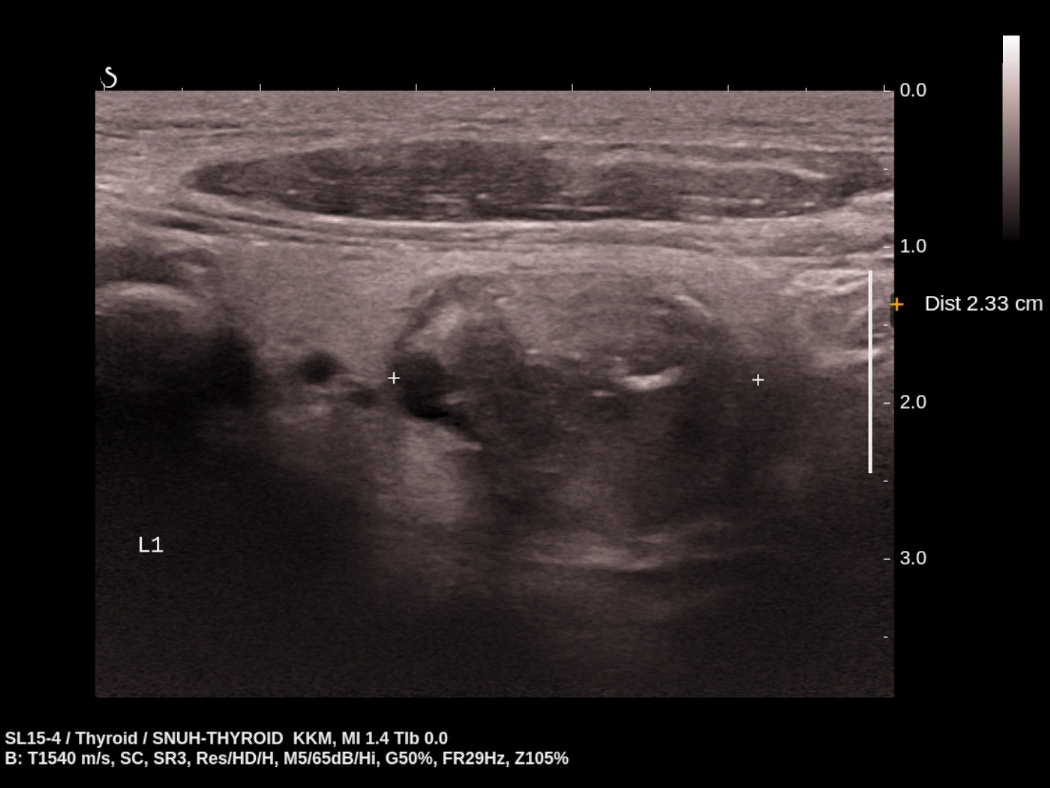 S
0.0
1.0
Dist 2.33 cm
2.0
L1
3.0
SL15-4 / Thyroid / SNUH-THYROID KKM, MI 1.4 TIb 0.0
B: T1540 m/s, SC, SR3, Res/HD/H, M5/65dB/Hi, G50%, FR29Hz, Z105%